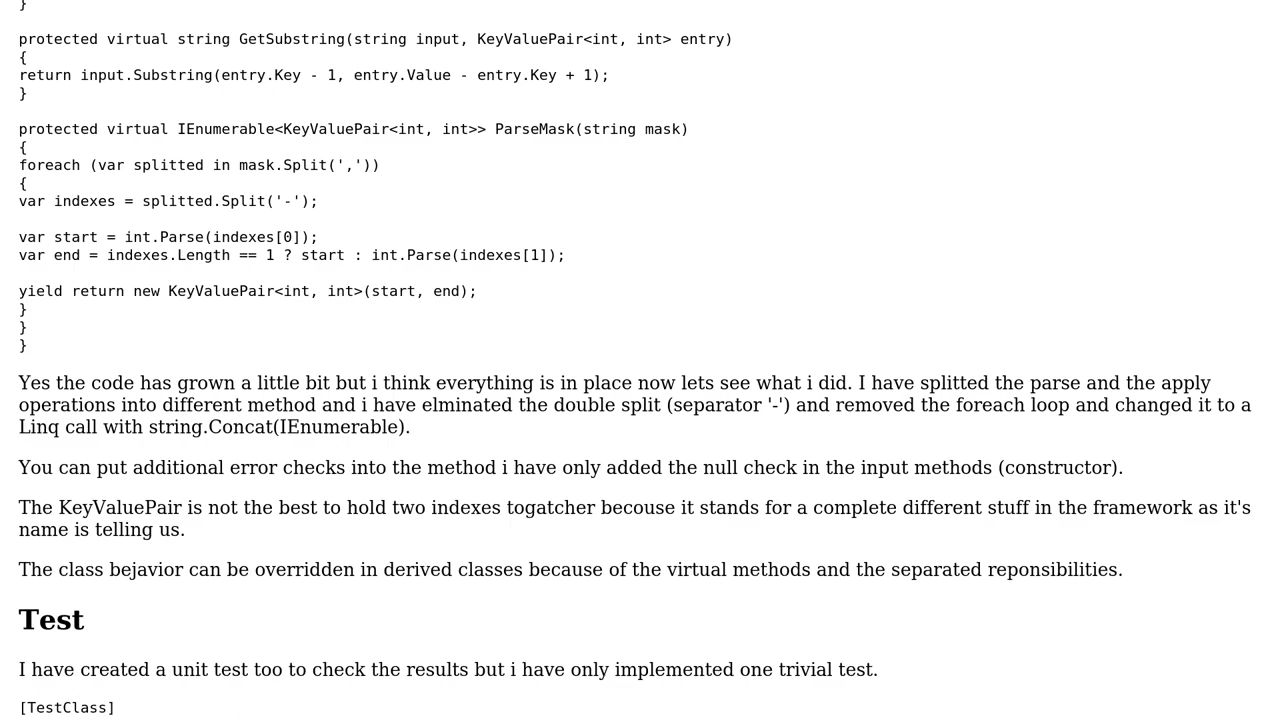 }
protected virtual string GetSubstring(string input, KeyValuePair<int, int> entry)
{
return input.Substring(entry.Key - 1, entry.Value - entry.Key + 1);
}
protected virtual IEnumerable<KeyValuePair<int, int>> ParseMask(string mask)
{
foreach (var splitted in mask.Split(','))
{
var indexes = splitted.Split('-');
var start = int.Parse(indexes[0]);
var end = indexes.Length == 1 ? start : int.Parse(indexes[1]);
yield return new KeyValuePair<int, int>(start, end);
}
}
}
Yes the code has grown a little bit but i think everything is in place now lets see what i did. I have splitted the parse and the apply
operations into different method and i have elminated the double split (separator '-') and removed the foreach loop and changed it to a
Linq call with string.Concat(IEnumerable).
You can put additional error checks into the method i have only added the null check in the input methods (constructor).
The KeyValuePair is not the best to hold two indexes togatcher becouse it stands for a complete different stuff in the framework as it's
name is telling us.
The class bejavior can be overridden in derived classes because of the virtual methods and the separated reponsibilities.
Test
I have created a unit test too to check the results but i have only implemented one trivial test.
[TestClass]